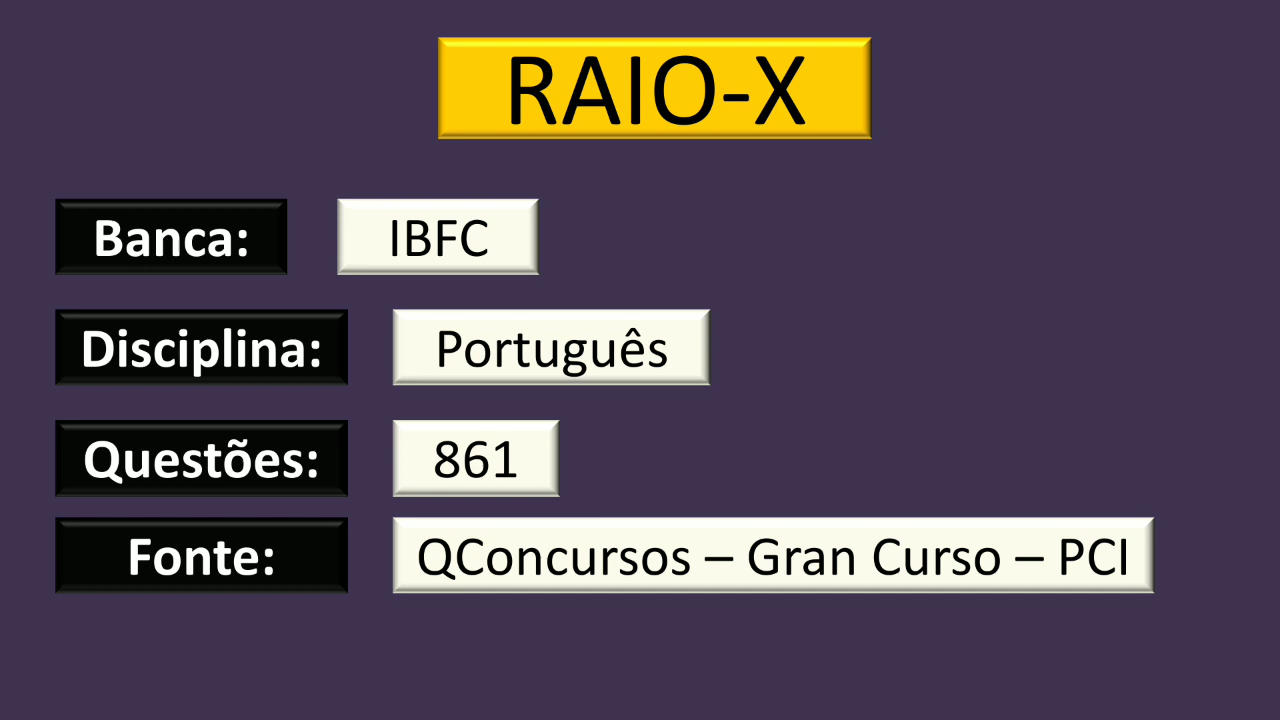 RAIO-X
Banca: IBFC
Disciplina: Português
Questões: 861
Fonte: QConcursos – Gran Curso – PCI